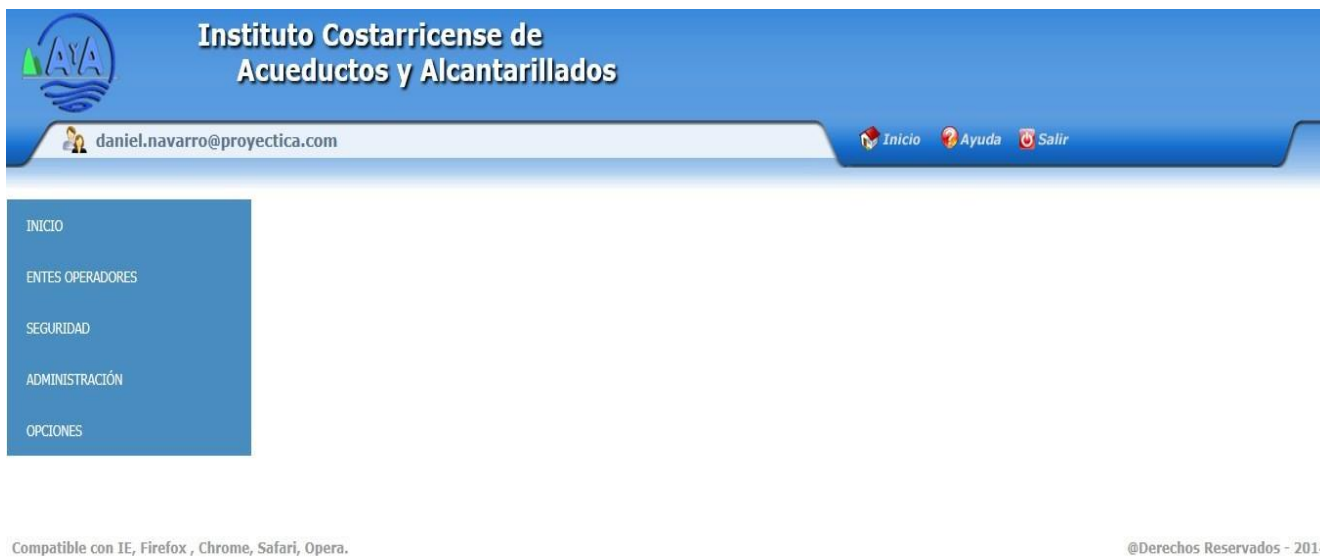 AYA
Instituto Costarricense de
Acueductos y Alcantarillados
daniel.navarro@proyectica.com
Inicio Ayuda Salir
INICIO
ENTES OPERADORES
SEGURIDAD
ADMINISTRACIÓN
OPCIONES
Compatible con IE, Firefox , Chrome, Safari, Opera.
@Derechos Reservados -